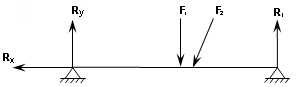 Ry F₁ F₂ R₁
Rx